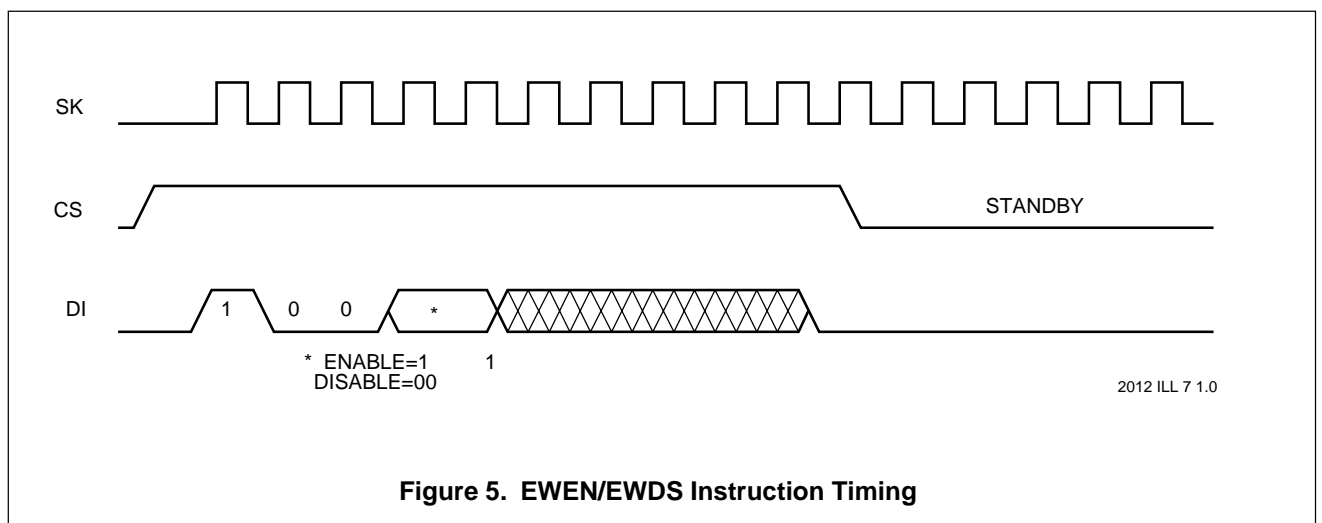 SK
CS
STANDBY
DI
1 0 0 *
* ENABLE=1 1
DISABLE=00
2012 ILL 7 1.0
Figure 5. EWEN/EWDS Instruction Timing